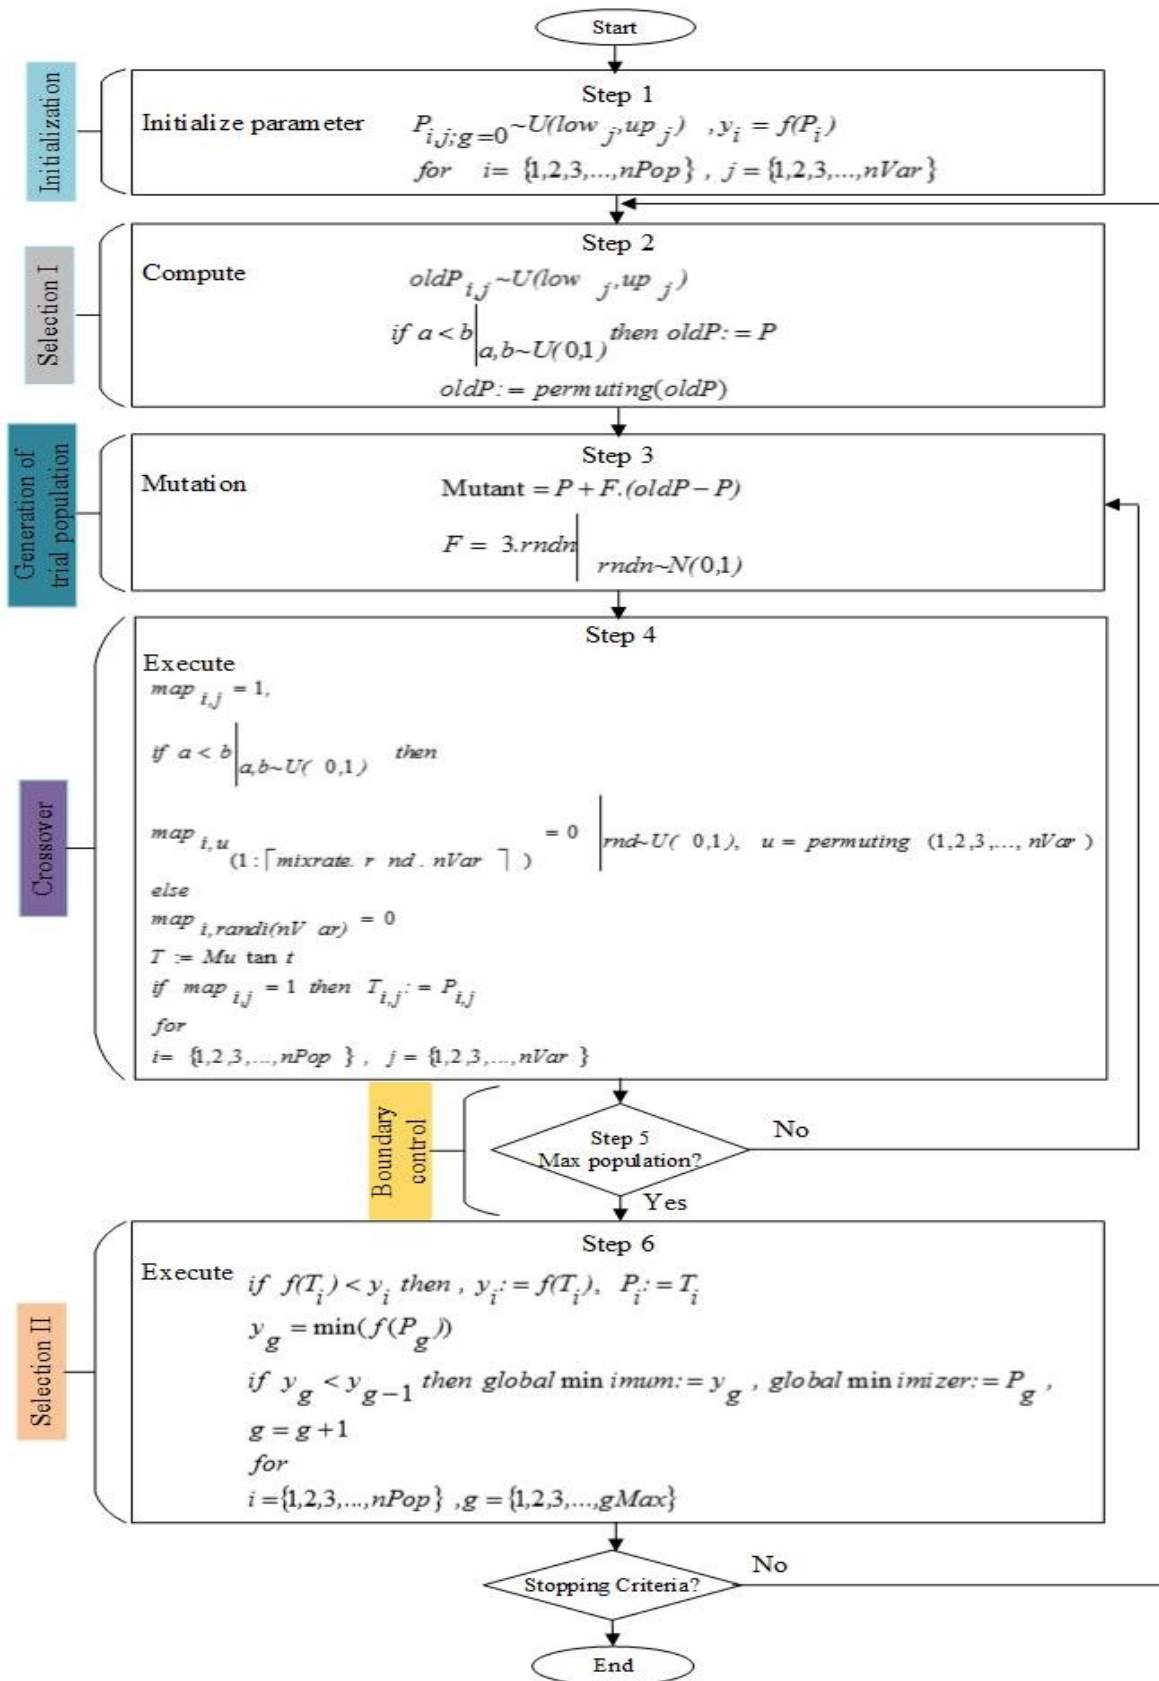 Start
Initialization
Step 1
Initialize parameter P_{i,j;g=0}~U(low_j,up_j) ,y_i = f(P_i)
for i= {1,2,3,...,nPop} , j = {1,2,3,...,nVar}
Selection I
Step 2
Compute oldP_{i,j}~U(low_j,up_j)
if a < b|_{a,b~U(0,1)} then oldP:= P
oldP:= permuting(oldP)
Generation of
trial population
Step 3
Mutation Mutant = P + F.(oldP − P)
F = 3.rndn|_{rndn~N(0,1)}
Crossover
Step 4
Execute
map_{i,j} = 1,
if a < b|_{a,b~U( 0,1)} then
map_{i,u_{(1:⌈mixrate. r nd . nVar ⌉ )}} = 0 |_{rnd~U( 0,1)}, u = permuting (1,2,3,..., nVar )
else
map_{i,randi(nV ar)} = 0
T := Mu tan t
if map_{i,j} = 1 then T_{i,j}:= P_{i,j}
for
i= {1,2,3,...,nPop } , j = {1,2,3,...,nVar }
Boundary
control
Step 5
Max population?
No
Yes
Selection II
Step 6
Execute if f(T_i) < y_i then , y_i:= f(T_i), P_i:= T_i
y_g = min(f(P_g))
if y_g < y_{g−1} then global min imum:= y_g , global min imizer:= P_g ,
g = g +1
for
i ={1,2,3,...,nPop} ,g = {1,2,3,...,gMax}
Stopping Criteria?
No
End